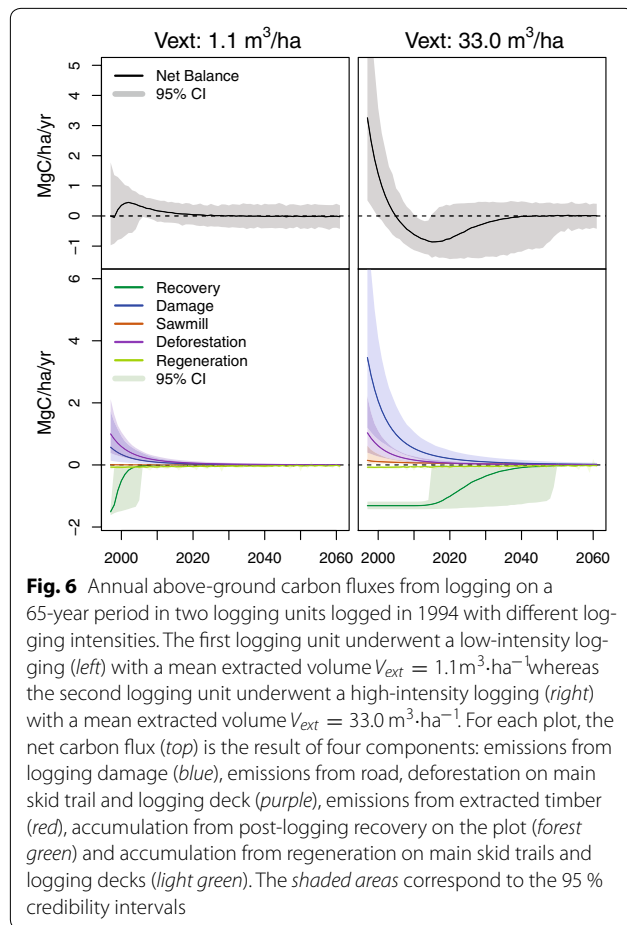 Vext: 1.1 m³/ha Vext: 33.0 m³/ha
5
4
3
2
1
0
−1
MgC/ha/yr
Net Balance
95% CI
6
4
2
0
−2
MgC/ha/yr
Recovery
Damage
Sawmill
Deforestation
Regeneration
95% CI
2000 2020 2040 2060 2000 2020 2040 2060
Fig. 6 Annual above-ground carbon fluxes from logging on a
65-year period in two logging units logged in 1994 with different log-
ging intensities. The first logging unit underwent a low-intensity log-
ging (left) with a mean extracted volume Vext = 1.1m³·ha⁻¹ whereas
the second logging unit underwent a high-intensity logging (right)
with a mean extracted volume Vext = 33.0 m³·ha⁻¹. For each plot, the
net carbon flux (top) is the result of four components: emissions from
logging damage (blue), emissions from road, deforestation on main
skid trail and logging deck (purple), emissions from extracted timber
(red), accumulation from post-logging recovery on the plot (forest
green) and accumulation from regeneration on main skid trails and
logging decks (light green). The shaded areas correspond to the 95 %
credibility intervals